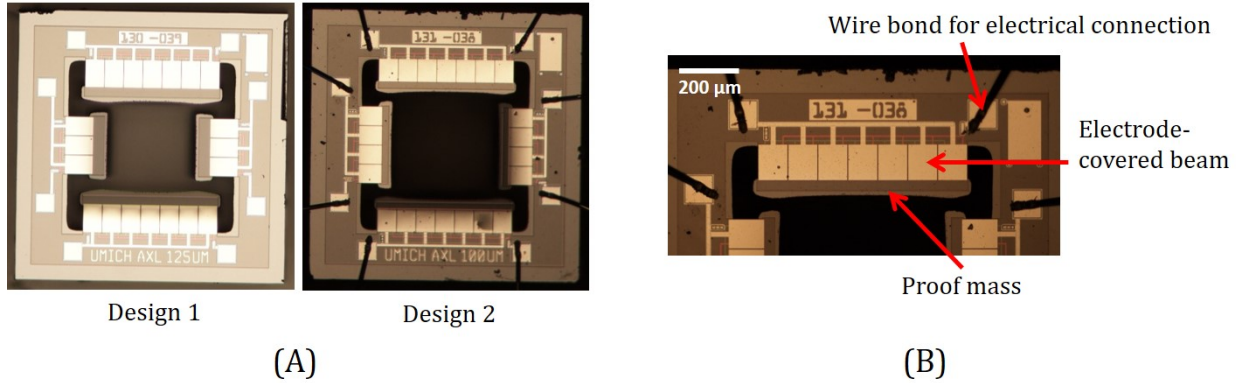 130 -039
UMICH AXL 125UM
Design 1
131 -038
UMICH AXL 100UM
Design 2
(A)
Wire bond for electrical connection
200 μm
131 -038
Electrode-
covered beam
Proof mass
(B)